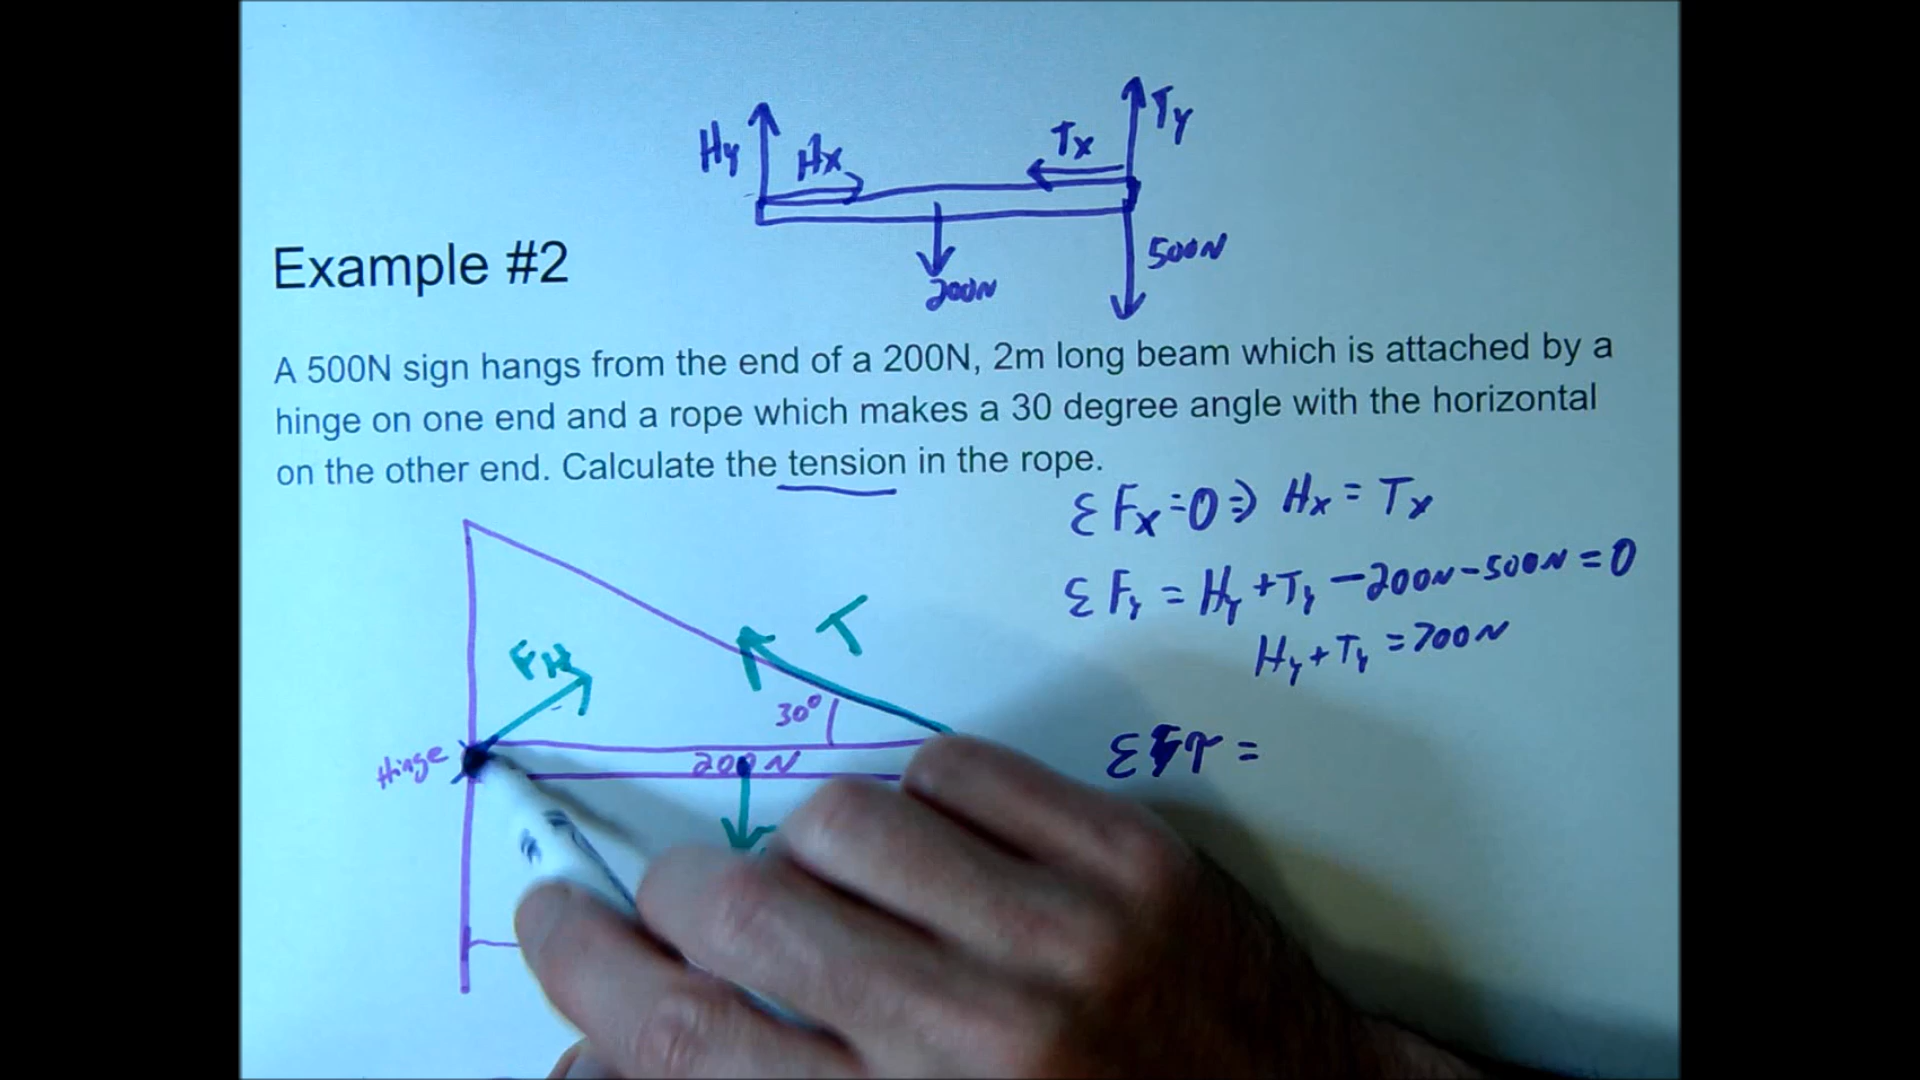 Hy
Hx
Tx
Ty
200N
500N
Example #2
A 500N sign hangs from the end of a 200N, 2m long beam which is attached by a
hinge on one end and a rope which makes a 30 degree angle with the horizontal
on the other end. Calculate the tension in the rope.
ΣFx=0⇒ Hx = Tx
ΣFy = Hy+Ty -200N-500N=0
Hy+Ty =700N
Στ =
FH
T
30°
Hinge
200N